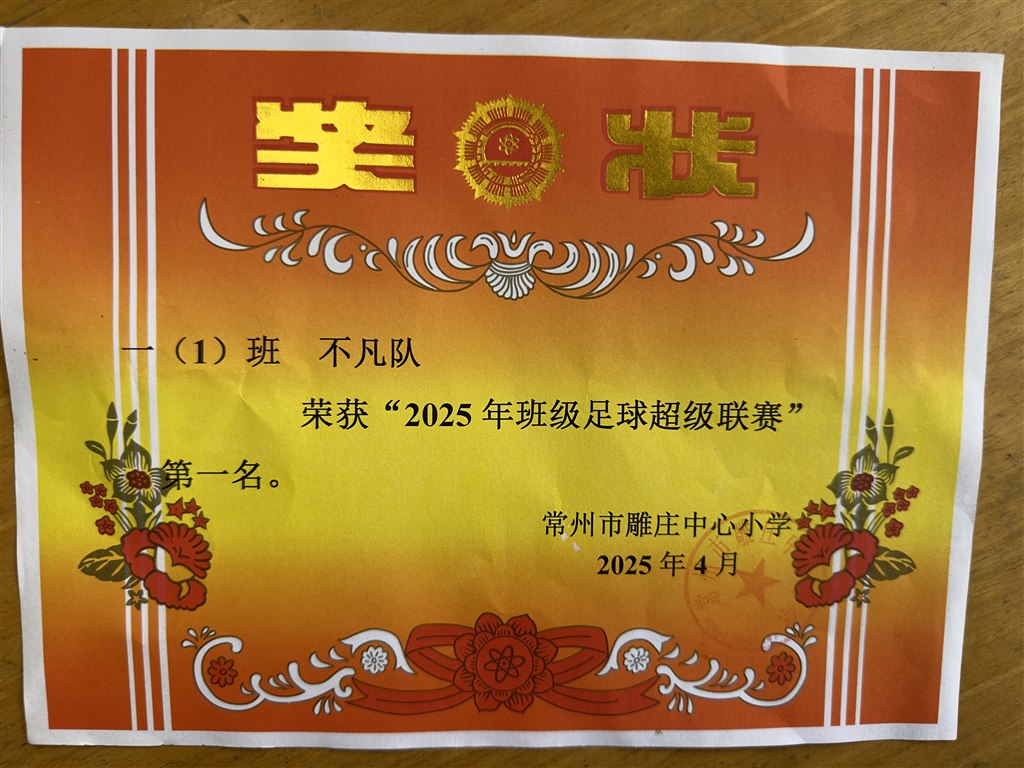 奖状
一（1）班 不凡队
荣获“2025年班级足球超级联赛”
第一名。
常州市雕庄中心小学
2025年4月